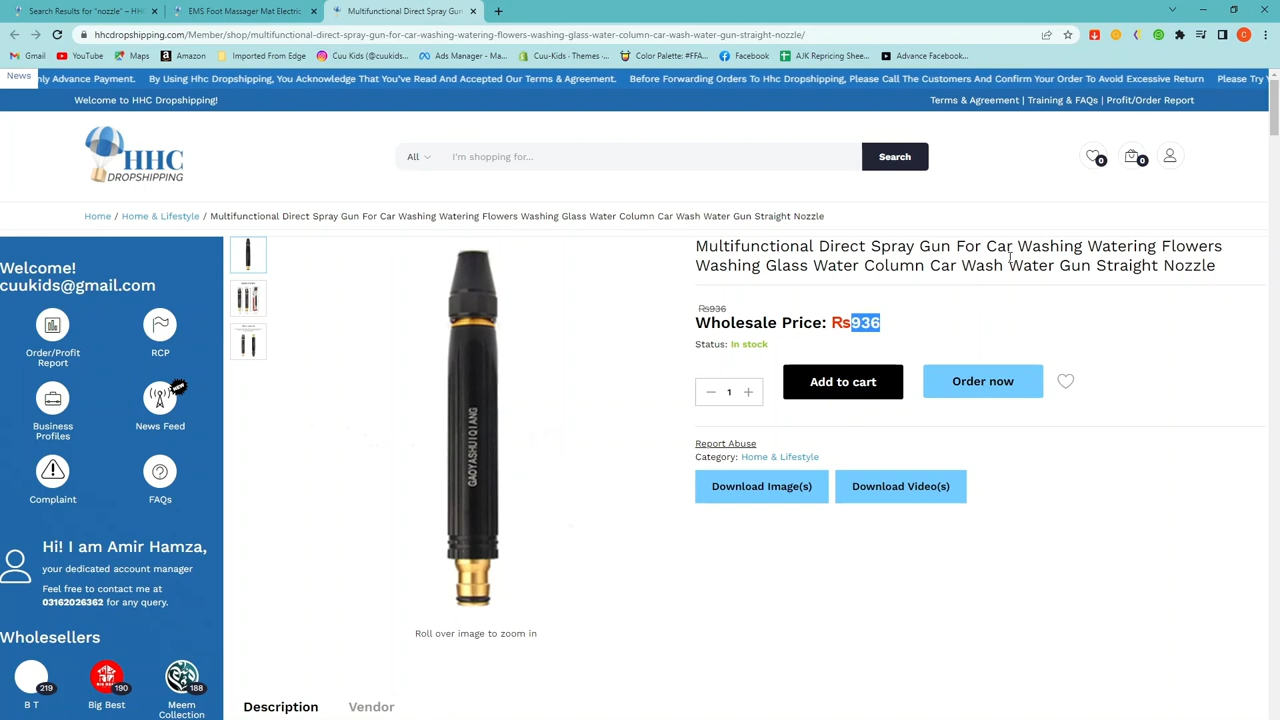 Search Results for "nozzle" – HH
EMS Foot Massager Mat Electric
Multifunctional Direct Spray Gun
hhcdropshipping.com/Member/shop/multifunctional-direct-spray-gun-for-car-washing-watering-flowers-washing-glass-water-column-car-wash-water-gun-straight-nozzle/
Gmail YouTube Maps Amazon Imported From Edge Cuu Kids (@cuukids... Ads Manager - Ma... Cuu-Kids · Themes ·... Color Palette: #FFA... Facebook AJK Repricing Shee... Advance Facebook...
News
nly Advance Payment. By Using Hhc Dropshipping, You Acknowledge That You've Read And Accepted Our Terms & Agreement. Before Forwarding Orders To Hhc Dropshipping, Please Call The Customers And Confirm Your Order To Avoid Excessive Return Please Try
Welcome to HHC Dropshipping!
Terms & Agreement | Training & FAQs | Profit/Order Report
HHC
DROPSHIPPING
All
I'm shopping for...
Search
0
0
Home / Home & Lifestyle / Multifunctional Direct Spray Gun For Car Washing Watering Flowers Washing Glass Water Column Car Wash Water Gun Straight Nozzle
Welcome!
cuukids@gmail.com
Order/Profit
Report
RCP
NEW
Business
Profiles
News Feed
Complaint
FAQs
Hi! I am Amir Hamza,
your dedicated account manager
Feel free to contact me at
03162026362 for any query.
Wholesellers
219
190
188
B T
Big Best
Meem
Collection
GAOYASHUIQIANG
Roll over image to zoom in
Multifunctional Direct Spray Gun For Car Washing Watering Flowers
Washing Glass Water Column Car Wash Water Gun Straight Nozzle
₨936
Wholesale Price: ₨936
Status: In stock
1
Add to cart
Order now
Report Abuse
Category: Home & Lifestyle
Download Image(s)
Download Video(s)
Description
Vendor